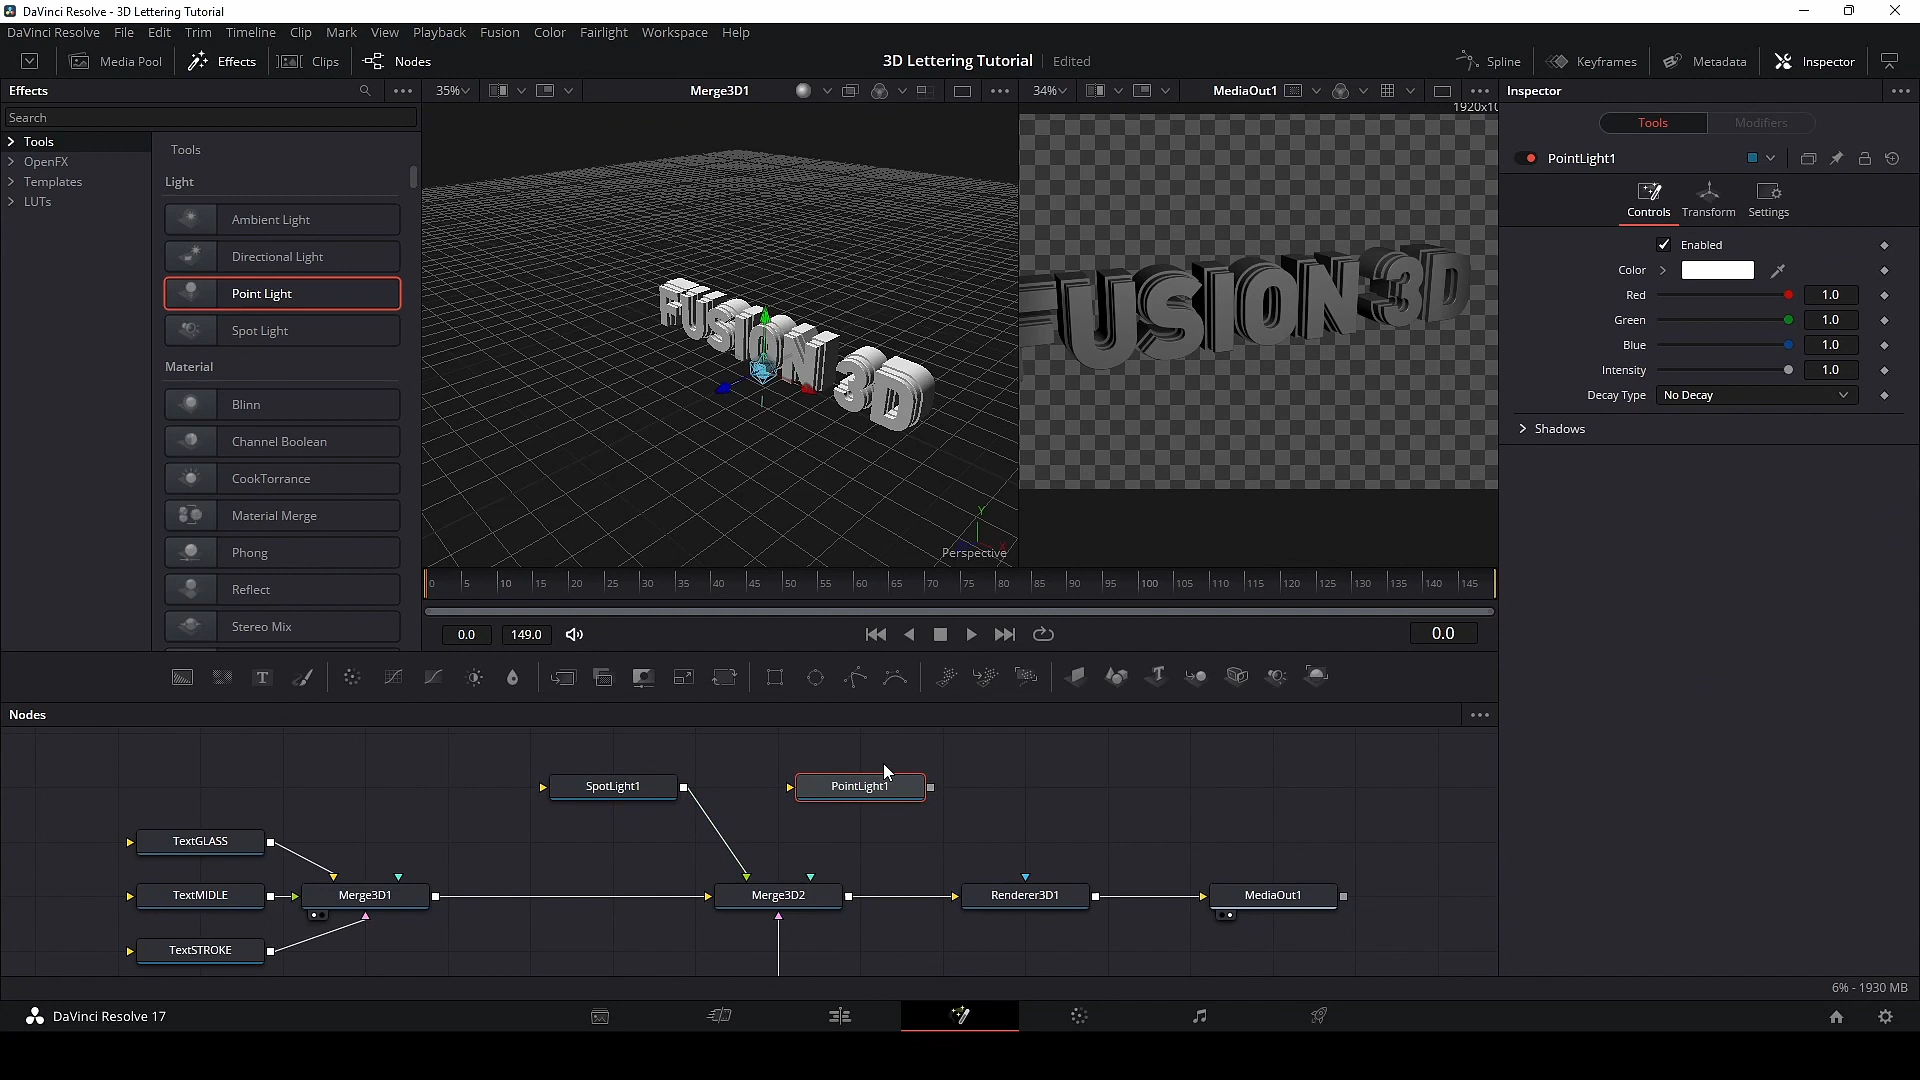 DaVinci Resolve - 3D Lettering Tutorial
DaVinci Resolve File Edit Trim Timeline Clip Mark View Playback Fusion Color Fairlight Workspace Help
Media Pool Effects Clips Nodes 3D Lettering Tutorial Edited Spline Keyframes Metadata Inspector
Effects 35% Merge3D1 34% MediaOut1 Inspector
1920x10
Search
Tools
OpenFX
Templates
LUTs
Tools
Light
Ambient Light
Directional Light
Point Light
Spot Light
Material
Blinn
Channel Boolean
CookTorrance
Material Merge
Phong
Reflect
Stereo Mix
FUSION 3D
Y
X
Perspective
FUSION 3D
Tools Modifiers
PointLight1
Controls Transform Settings
Enabled
Color
Red 1.0
Green 1.0
Blue 1.0
Intensity 1.0
Decay Type No Decay
Shadows
0 5 10 15 20 25 30 35 40 45 50 55 60 65 70 75 80 85 90 95 100 105 110 115 120 125 130 135 140 145
0.0 149.0 0.0
T T
Nodes
SpotLight1 PointLight1
TextGLASS
TextMIDLE Merge3D1 Merge3D2 Renderer3D1 MediaOut1
TextSTROKE
6% - 1930 MB
DaVinci Resolve 17